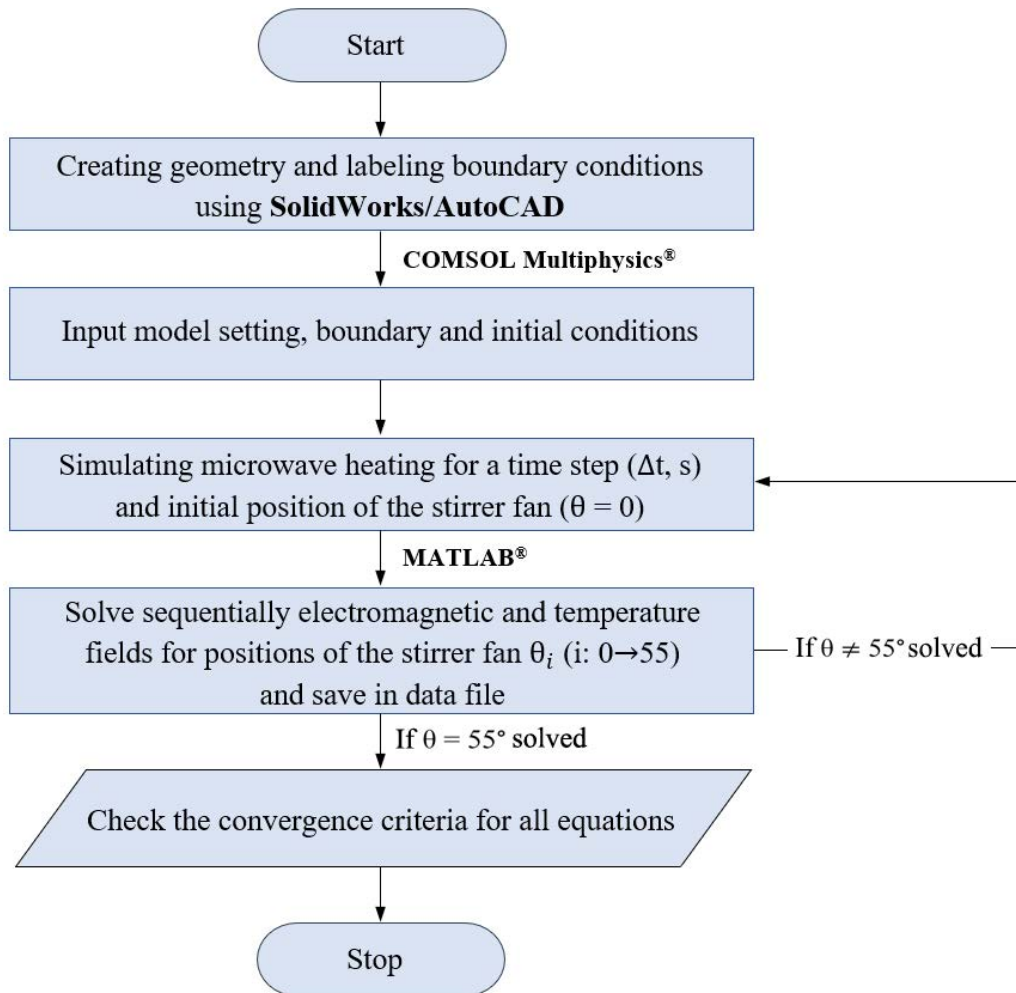 Start
Creating geometry and labeling boundary conditions
using SolidWorks/AutoCAD
COMSOL Multiphysics®
Input model setting, boundary and initial conditions
Simulating microwave heating for a time step (Δt, s)
and initial position of the stirrer fan (θ = 0)
MATLAB®
Solve sequentially electromagnetic and temperature
fields for positions of the stirrer fan θᵢ (i: 0→55)
and save in data file
If θ ≠ 55° solved
If θ = 55° solved
Check the convergence criteria for all equations
Stop